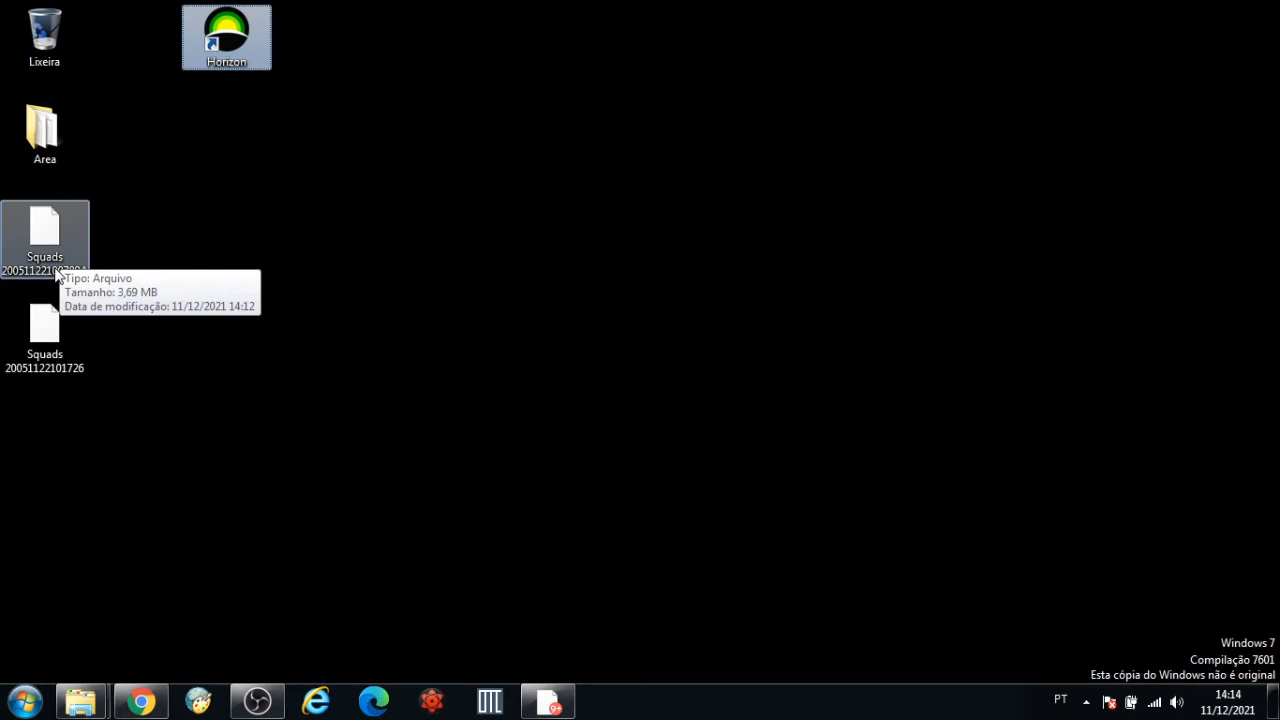 Lixeira
Horizon
Area
Squads
Tipo: Arquivo
Tamanho: 3,69 MB
Data de modificação: 11/12/2021 14:12
Squads
20051122101726
Windows 7
Compilação 7601
Esta cópia do Windows não é original
PT
14:14
11/12/2021
9+